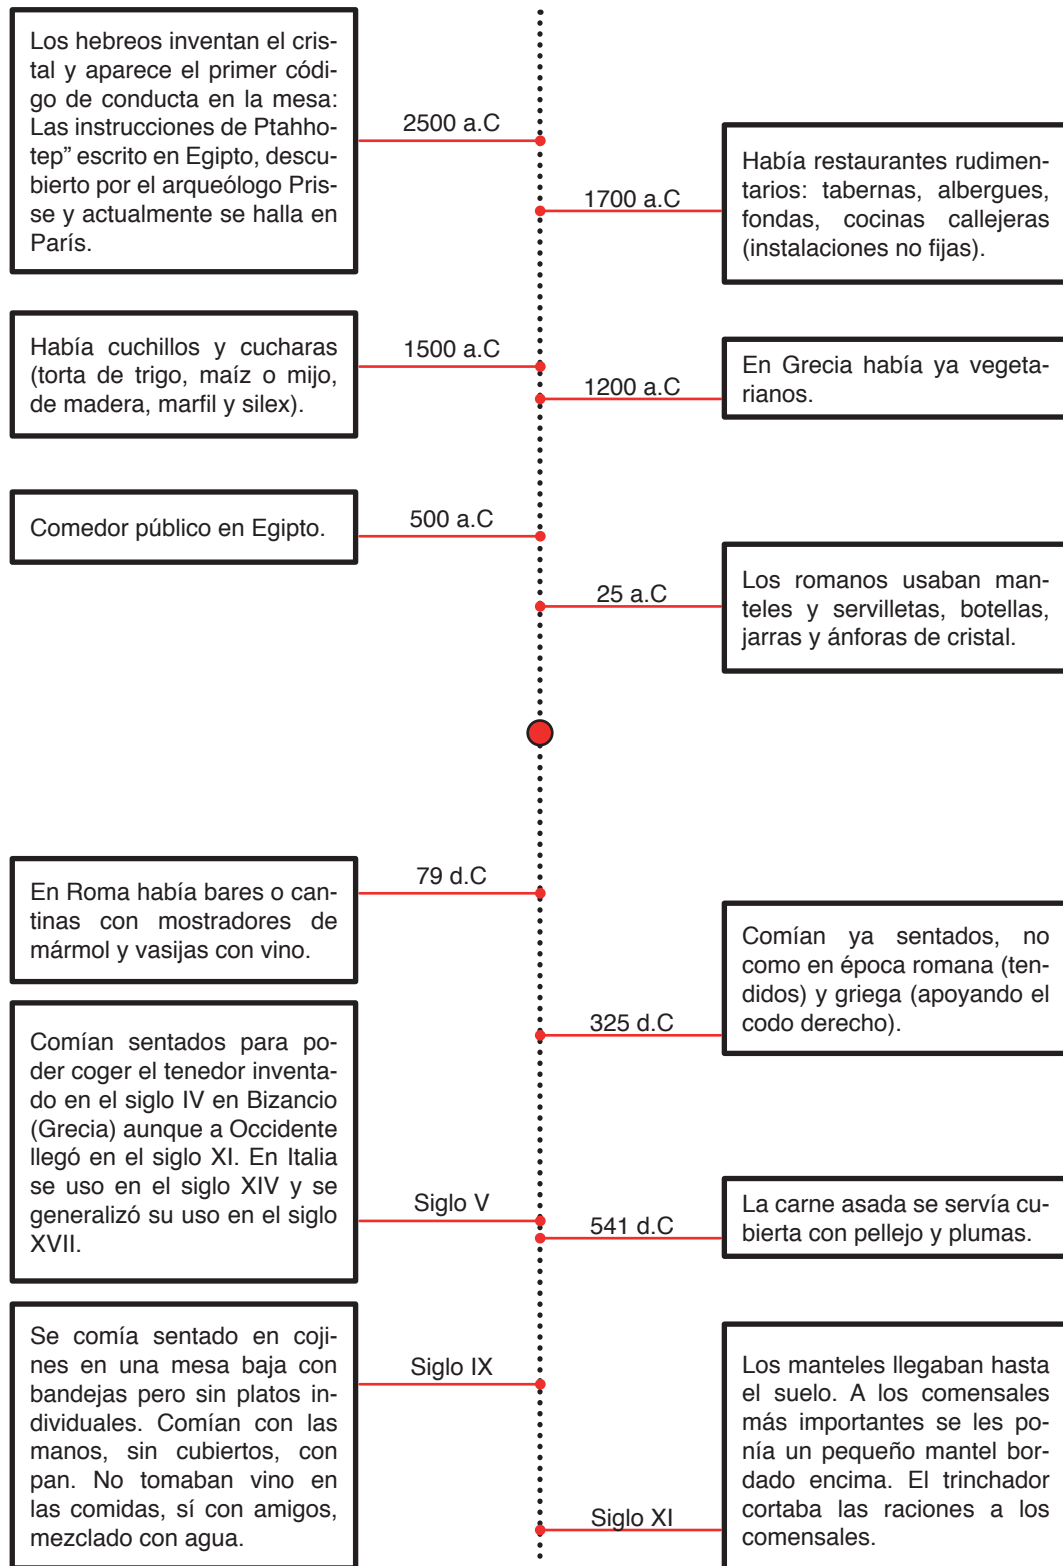 Los hebreos inventan el cris-
tal y aparece el primer códi-
go de conducta en la mesa:
Las instrucciones de Ptahho-
tep” escrito en Egipto, descu-
bierto por el arqueólogo Pris-
se y actualmente se halla en
París.
2500 a.C
1700 a.C
Había restaurantes rudimen-
tarios: tabernas, albergues,
fondas, cocinas callejeras
(instalaciones no fijas).
Había cuchillos y cucharas
(torta de trigo, maíz o mijo,
de madera, marfil y silex).
1500 a.C
1200 a.C
En Grecia había ya vegeta-
rianos.
Comedor público en Egipto.
500 a.C
25 a.C
Los romanos usaban man-
teles y servilletas, botellas,
jarras y ánforas de cristal.
En Roma había bares o can-
tinas con mostradores de
mármol y vasijas con vino.
79 d.C
325 d.C
Comían ya sentados, no
como en época romana (ten-
didos) y griega (apoyando el
codo derecho).
Comían sentados para po-
der coger el tenedor inventa-
do en el siglo IV en Bizancio
(Grecia) aunque a Occidente
llegó en el siglo XI. En Italia
se uso en el siglo XIV y se
generalizó su uso en el siglo
XVII.
Siglo V
541 d.C
La carne asada se servía cu-
bierta con pellejo y plumas.
Se comía sentado en coji-
nes en una mesa baja con
bandejas pero sin platos in-
dividuales. Comían con las
manos, sin cubiertos, con
pan. No tomaban vino en
las comidas, sí con amigos,
mezclado con agua.
Siglo IX
Siglo XI
Los manteles llegaban hasta
el suelo. A los comensales
más importantes se les po-
nía un pequeño mantel bor-
dado encima. El trinchador
cortaba las raciones a los
comensales.